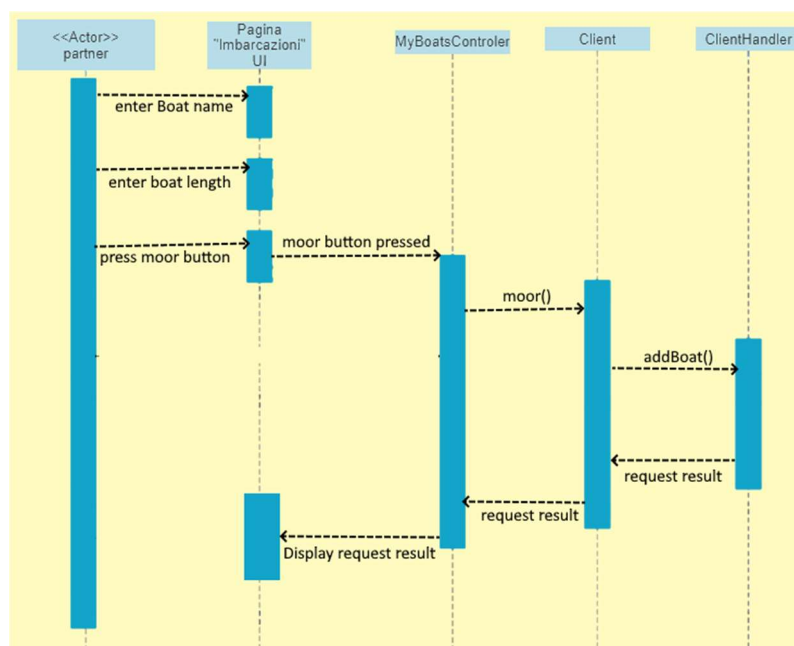 <<Actor>>
partner
Pagina
"Imbarcazioni"
UI
MyBoatsControler
Client
ClientHandler
enter Boat name
enter boat length
press moor button
moor button pressed
moor()
addBoat()
request result
request result
Display request result